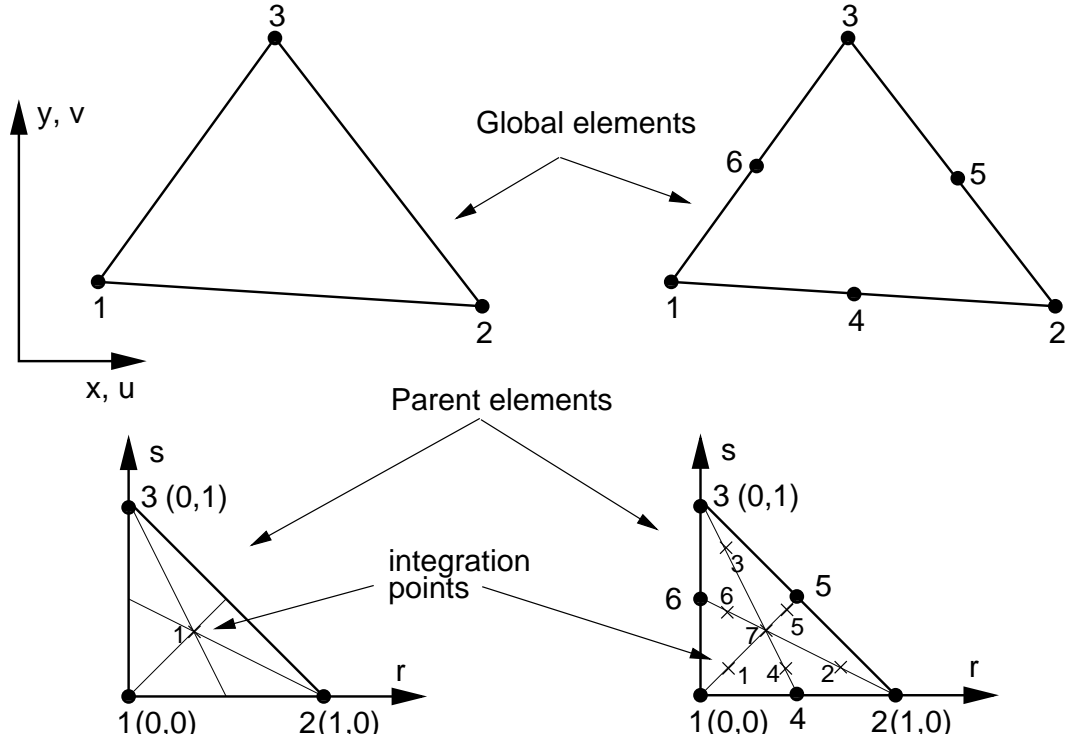 3
3
y, v
Global elements
6
5
1
2
1
4
2
x, u
Parent elements
s
s
3 (0,1)
3 (0,1)
integration
points
3
6
6
5
5
1
7
1
4
2
r
r
1(0,0)
2(1,0)
1(0,0)
4
2(1,0)